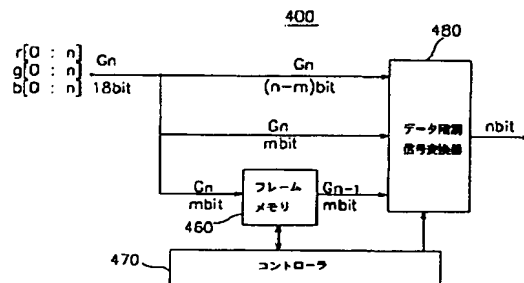 400
480
r[0 : n]
g[0 : n]
b[0 : n]
Gn
18bit
Gn
(n-m)bit
Gn
mbit
Gn
mbit
フレーム
メモリ
460
Gn-1
mbit
データ階調
信号変換器
nbit
470
コントローラ